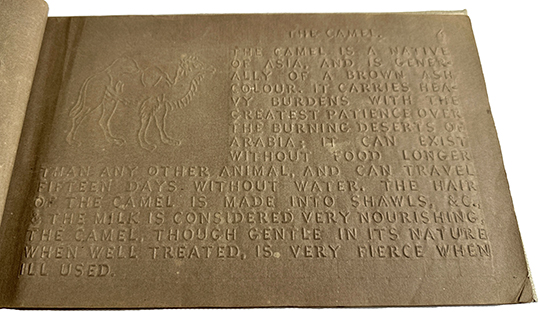 THE CAMEL. 6
THE CAMEL IS A NATIVE
OF ASIA, AND IS GENER-
ALLY OF A BROWN ASH
COLOUR. IT CARRIES HEA-
VY BURDENS WITH THE
GREATEST PATIENCE OVER
THE BURNING DESERTS OF
ARABIA: IT CAN EXIST
WITHOUT FOOD LONGER
THAN ANY OTHER ANIMAL, AND CAN TRAVEL
FIFTEEN DAYS WITHOUT WATER. THE HAIR
OF THE CAMEL IS MADE INTO SHAWLS, &C.,
& THE MILK IS CONSIDERED VERY NOURISHING,
THE CAMEL, THOUGH GENTLE IN ITS NATURE
WHEN WELL TREATED, IS VERY FIERCE WHEN
ILL USED.